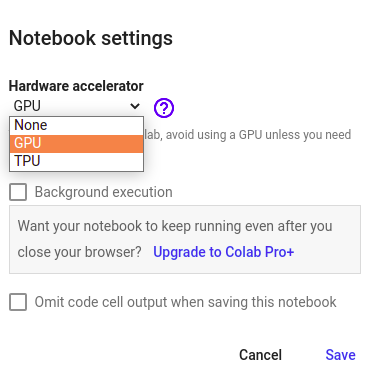 Notebook settings
Hardware accelerator
GPU
None
lab, avoid using a GPU unless you need
GPU
TPU
Background execution
Want your notebook to keep running even after you
close your browser? Upgrade to Colab Pro+
Omit code cell output when saving this notebook
Cancel Save